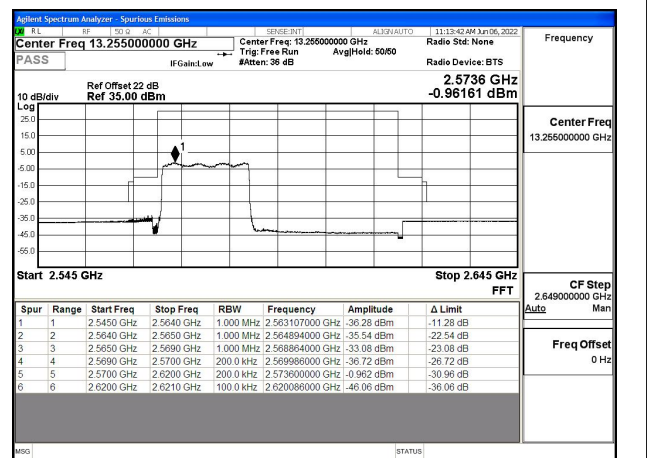 Agilent Spectrum Analyzer - Spurious Emissions
RL RF 50 Ω AC SENSE:INT ALIGN AUTO 11:13:42 AM Jun 06, 2022
Center Freq 13.255000000 GHz Center Freq: 13.255000000 GHz Radio Std: None
Trig: Free Run Avg|Hold: 50/50
PASS IFGain:Low #Atten: 36 dB Radio Device: BTS
Ref Offset 22 dB 2.5736 GHz
10 dB/div Ref 35.00 dBm -0.96161 dBm
Log
25.0
15.0
5.00
-5.00
-15.0
-25.0
-35.0
-45.0
-55.0
1
Start 2.545 GHz Stop 2.645 GHz
FFT
Spur Range Start Freq Stop Freq RBW Frequency Amplitude Δ Limit
1 1 2.5450 GHz 2.5640 GHz 1.000 MHz 2.563107000 GHz -36.28 dBm -11.28 dB
2 2 2.5640 GHz 2.5650 GHz 1.000 MHz 2.564894000 GHz -35.54 dBm -22.54 dB
3 3 2.5650 GHz 2.5690 GHz 1.000 MHz 2.568864000 GHz -33.08 dBm -23.08 dB
4 4 2.5690 GHz 2.5700 GHz 200.0 kHz 2.569986000 GHz -36.72 dBm -26.72 dB
5 5 2.5700 GHz 2.6200 GHz 200.0 kHz 2.573600000 GHz -0.962 dBm -30.96 dB
6 6 2.6200 GHz 2.6210 GHz 100.0 kHz 2.620086000 GHz -46.06 dBm -36.06 dB
MSG STATUS
Frequency
Center Freq
13.255000000 GHz
CF Step
2.649000000 GHz
Auto Man
Freq Offset
0 Hz